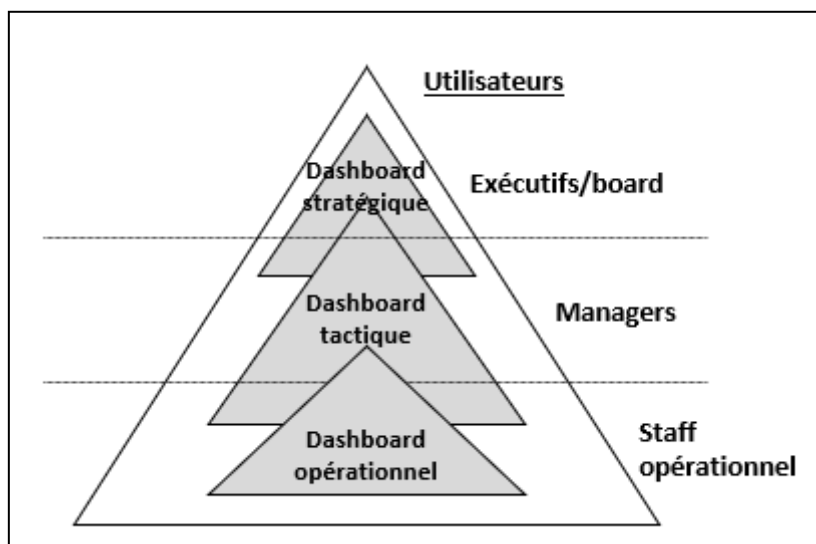 Utilisateurs
Dashboard
stratégique
Exécutifs/board
Dashboard
tactique
Managers
Dashboard
opérationnel
Staff
opérationnel